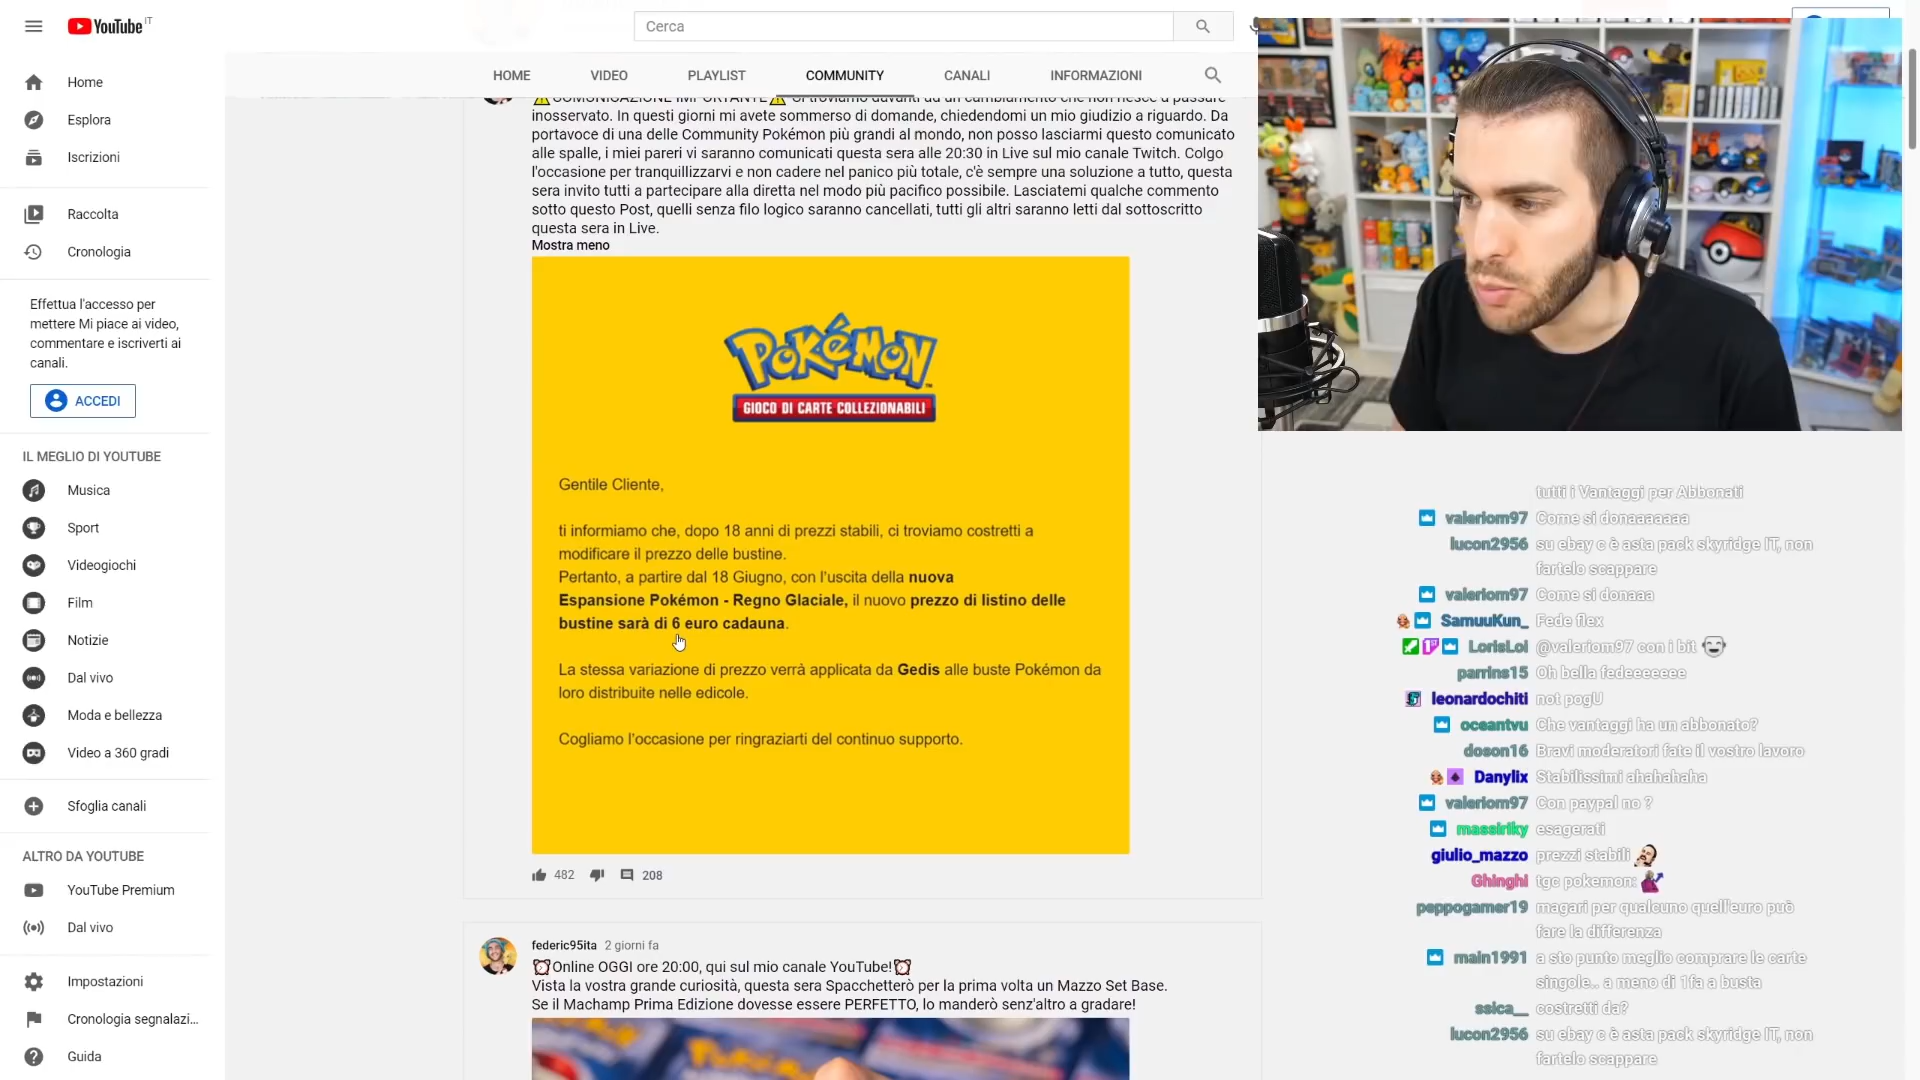 YouTube IT
Cerca
Home
Esplora
Iscrizioni
Raccolta
Cronologia
Effettua l'accesso per
mettere Mi piace ai video,
commentare e iscriverti ai
canali.
ACCEDI
IL MEGLIO DI YOUTUBE
Musica
Sport
Videogiochi
Film
Notizie
Dal vivo
Moda e bellezza
Video a 360 gradi
Sfoglia canali
ALTRO DA YOUTUBE
YouTube Premium
Dal vivo
Impostazioni
Cronologia segnalazi...
Guida
HOME VIDEO PLAYLIST COMMUNITY CANALI INFORMAZIONI
⚠COMUNICAZIONE IMPORTANTE⚠ Ci troviamo davanti ad un cambiamento che non riesce a passare
inosservato. In questi giorni mi avete sommerso di domande, chiedendomi un mio giudizio a riguardo. Da
portavoce di una delle Community Pokémon più grandi al mondo, non posso lasciarmi questo comunicato
alle spalle, i miei pareri vi saranno comunicati questa sera alle 20:30 in Live sul mio canale Twitch. Colgo
l'occasione per tranquillizzarvi e non cadere nel panico più totale, c'è sempre una soluzione a tutto, questa
sera invito tutti a partecipare alla diretta nel modo più pacifico possibile. Lasciatemi qualche commento
sotto questo Post, quelli senza filo logico saranno cancellati, tutti gli altri saranno letti dal sottoscritto
questa sera in Live.
Mostra meno
POKéMON
GIOCO DI CARTE COLLEZIONABILI
Gentile Cliente,
ti informiamo che, dopo 18 anni di prezzi stabili, ci troviamo costretti a
modificare il prezzo delle bustine.
Pertanto, a partire dal 18 Giugno, con l'uscita della nuova
Espansione Pokémon - Regno Glaciale, il nuovo prezzo di listino delle
bustine sarà di 6 euro cadauna.
La stessa variazione di prezzo verrà applicata da Gedis alle buste Pokémon da
loro distribuite nelle edicole.
Cogliamo l'occasione per ringraziarti del continuo supporto.
482 208
federic95ita 2 giorni fa
⏰Online OGGI ore 20:00, qui sul mio canale YouTube!⏰
Vista la vostra grande curiosità, questa sera Spacchetterò per la prima volta un Mazzo Set Base.
Se il Machamp Prima Edizione dovesse essere PERFETTO, lo manderò senz'altro a gradare!
tutti i Vantaggi per Abbonati
valeriom97 Come si donaaaaaaa
lucon2956 su ebay c è asta pack skyridge IT, non
fartelo scappare
valeriom97 Come si donaaa
SamuuKun_ Fede flex
LorisLol @valeriom97 con i bit
parrins15 Oh bella fedeeeeeee
leonardochiti not pogU
oceantvu Che vantaggi ha un abbonato?
doson16 Bravi moderatori fate il vostro lavoro
Danylix Stabilissimi ahahahaha
valeriom97 Con paypal no ?
massiriky esagerati
giulio_mazzo prezzi stabili
Ghinghi tgc pokemon:
peppogamer19 magari per qualcuno quell'euro può
fare la differenza
main1991 a sto punto meglio comprare le carte
singole.. a meno di 1fa a busta
ssica__ costretti da?
lucon2956 su ebay c è asta pack skyridge IT, non
fartelo scappare